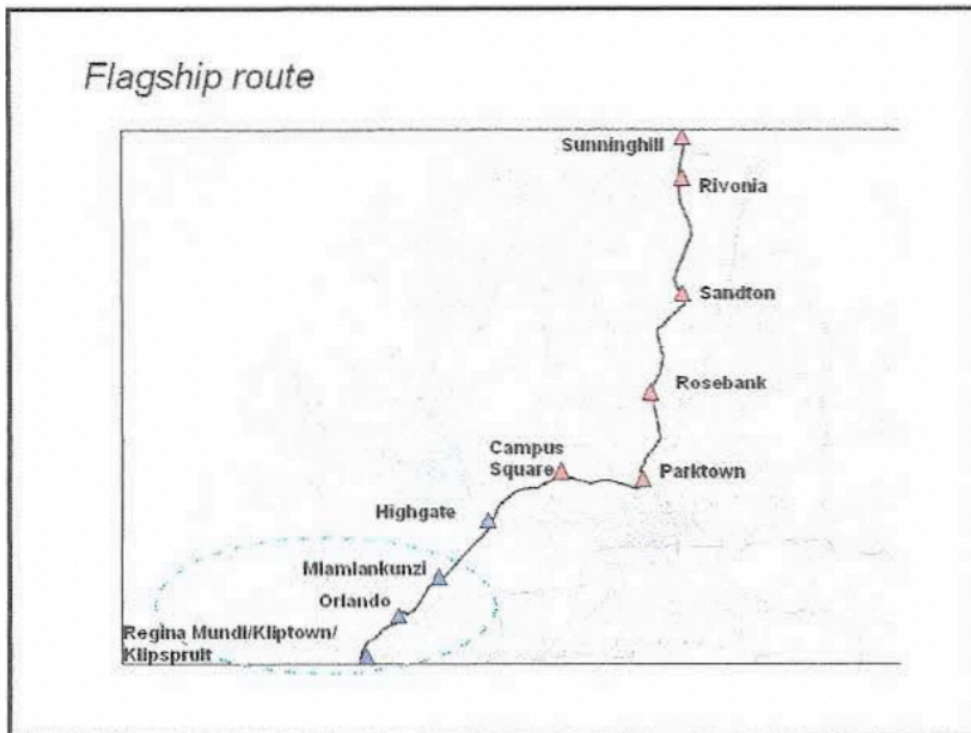 Flagship route
Sunninghill
Rivonia
Sandton
Rosebank
Campus
Square
Parktown
Highgate
Mlamlankunzi
Orlando
Regina Mundi/Kliptown/
Klipspruit